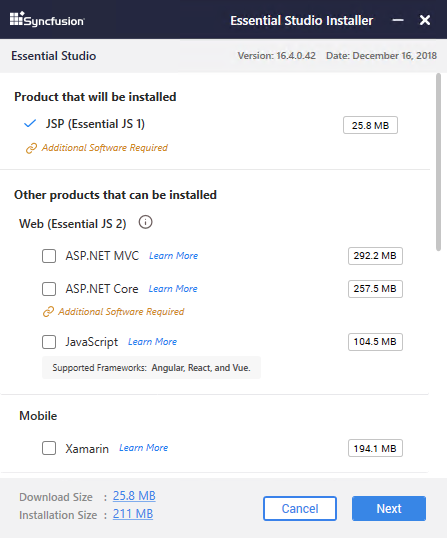 Syncfusion Essential Studio Installer
Essential Studio Version: 16.4.0.42 Date: December 16, 2018
Product that will be installed
JSP (Essential JS 1) 25.8 MB
Additional Software Required
Other products that can be installed
Web (Essential JS 2)
ASP.NET MVC Learn More 292.2 MB
ASP.NET Core Learn More 257.5 MB
Additional Software Required
JavaScript Learn More 104.5 MB
Supported Frameworks: Angular, React, and Vue.
Mobile
Xamarin Learn More 194.1 MB
Download Size : 25.8 MB
Installation Size : 211 MB
Cancel Next